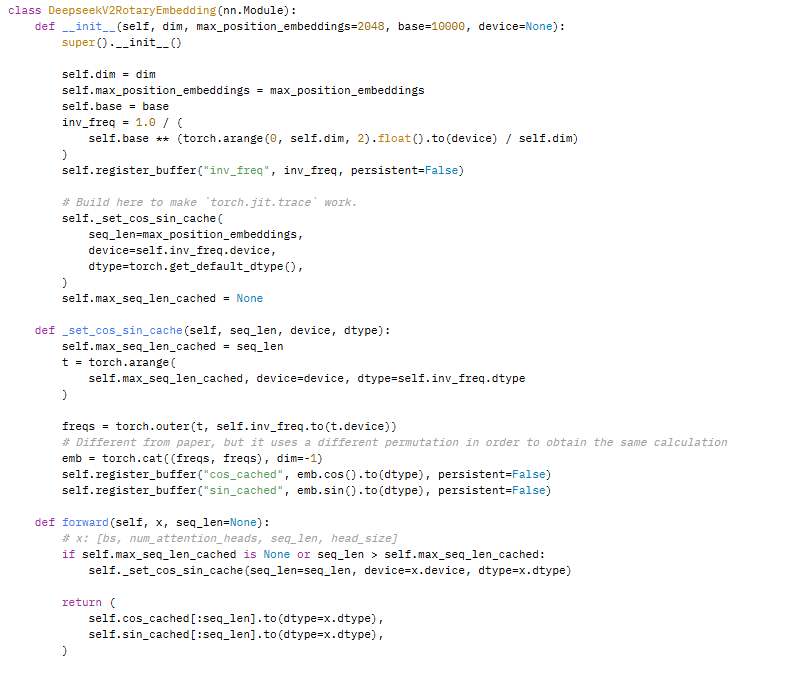 class DeepseekV2RotaryEmbedding(nn.Module):
    def __init__(self, dim, max_position_embeddings=2048, base=10000, device=None):
        super().__init__()

        self.dim = dim
        self.max_position_embeddings = max_position_embeddings
        self.base = base
        inv_freq = 1.0 / (
            self.base ** (torch.arange(0, self.dim, 2).float().to(device) / self.dim)
        )
        self.register_buffer("inv_freq", inv_freq, persistent=False)

        # Build here to make `torch.jit.trace` work.
        self._set_cos_sin_cache(
            seq_len=max_position_embeddings,
            device=self.inv_freq.device,
            dtype=torch.get_default_dtype(),
        )
        self.max_seq_len_cached = None

    def _set_cos_sin_cache(self, seq_len, device, dtype):
        self.max_seq_len_cached = seq_len
        t = torch.arange(
            self.max_seq_len_cached, device=device, dtype=self.inv_freq.dtype
        )

        freqs = torch.outer(t, self.inv_freq.to(t.device))
        # Different from paper, but it uses a different permutation in order to obtain the same calculation
        emb = torch.cat((freqs, freqs), dim=-1)
        self.register_buffer("cos_cached", emb.cos().to(dtype), persistent=False)
        self.register_buffer("sin_cached", emb.sin().to(dtype), persistent=False)

    def forward(self, x, seq_len=None):
        # x: [bs, num_attention_heads, seq_len, head_size]
        if self.max_seq_len_cached is None or seq_len > self.max_seq_len_cached:
            self._set_cos_sin_cache(seq_len=seq_len, device=x.device, dtype=x.dtype)

        return (
            self.cos_cached[:seq_len].to(dtype=x.dtype),
            self.sin_cached[:seq_len].to(dtype=x.dtype),
        )